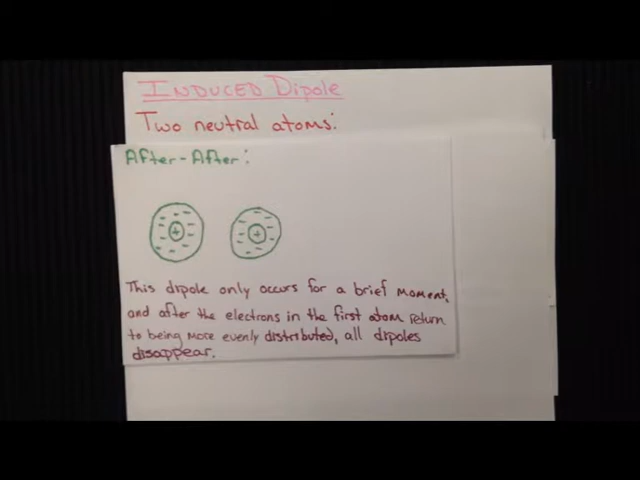 INDUCED Dipole
Two neutral atoms:
After-After:
+ +
This dipole only occurs for a brief moment,
and after the electrons in the first atom return
to being more evenly distributed, all dipoles
disappear.